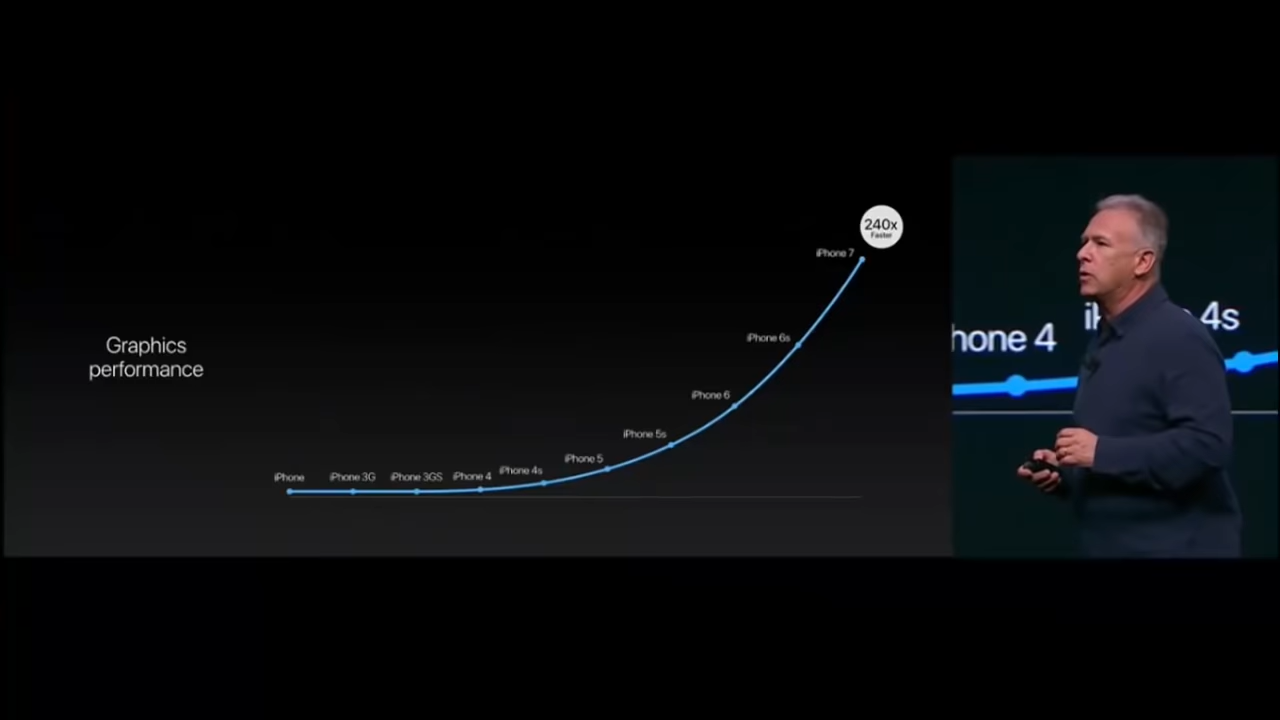 Graphics
performance
iPhone
iPhone 3G
iPhone 3GS
iPhone 4
iPhone 4s
iPhone 5
iPhone 5s
iPhone 6
iPhone 6s
iPhone 7
240x
Faster
hone 4
4s